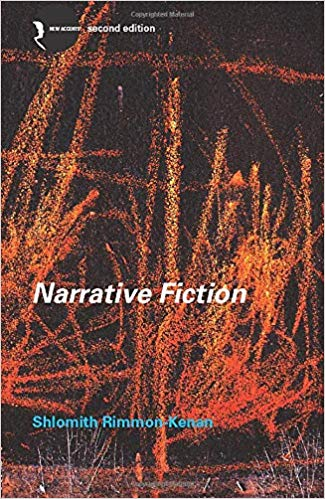 NEW ACCENTS second edition
Narrative Fiction
Shlomith Rimmon-Kenan